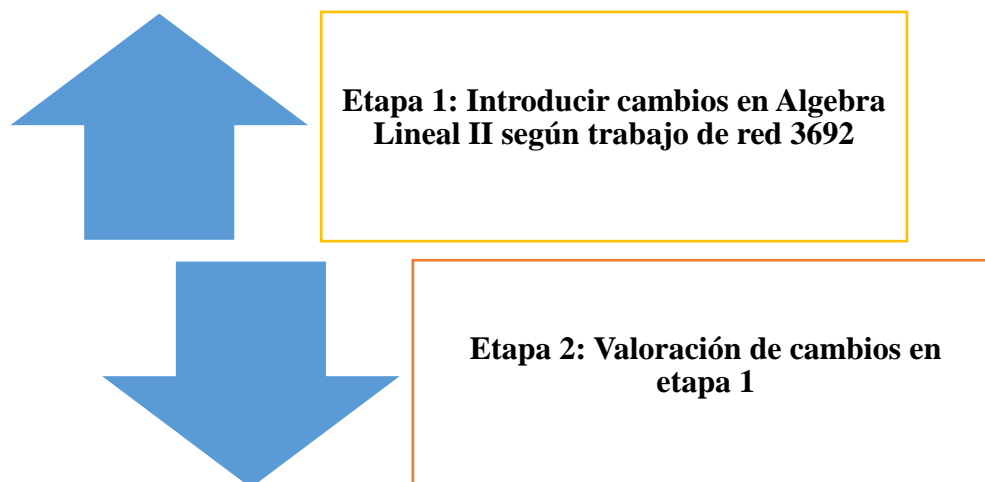 Etapa 1: Introducir cambios en Algebra
Lineal II según trabajo de red 3692
Etapa 2: Valoración de cambios en
etapa 1